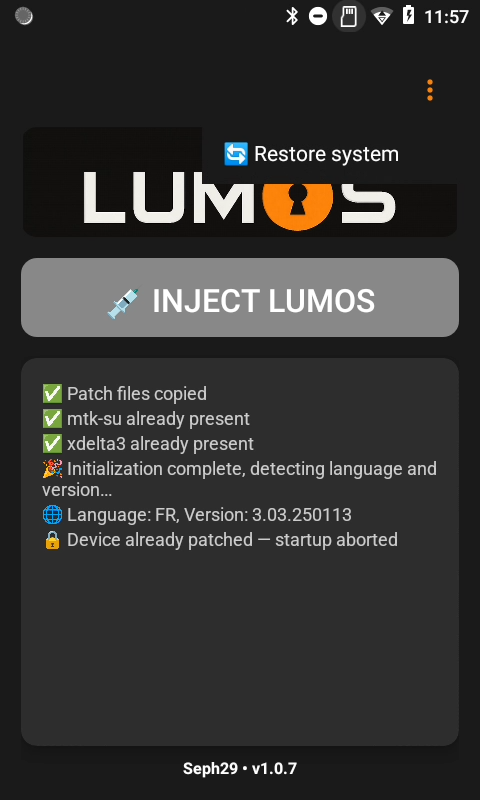 11:57
🔄 Restore system
LUMOS
💉 INJECT LUMOS
✅ Patch files copied
✅ mtk-su already present
✅ xdelta3 already present
🎉 Initialization complete, detecting language and
version...
🌐 Language: FR, Version: 3.03.250113
🔒 Device already patched — startup aborted
Seph29 • v1.0.7